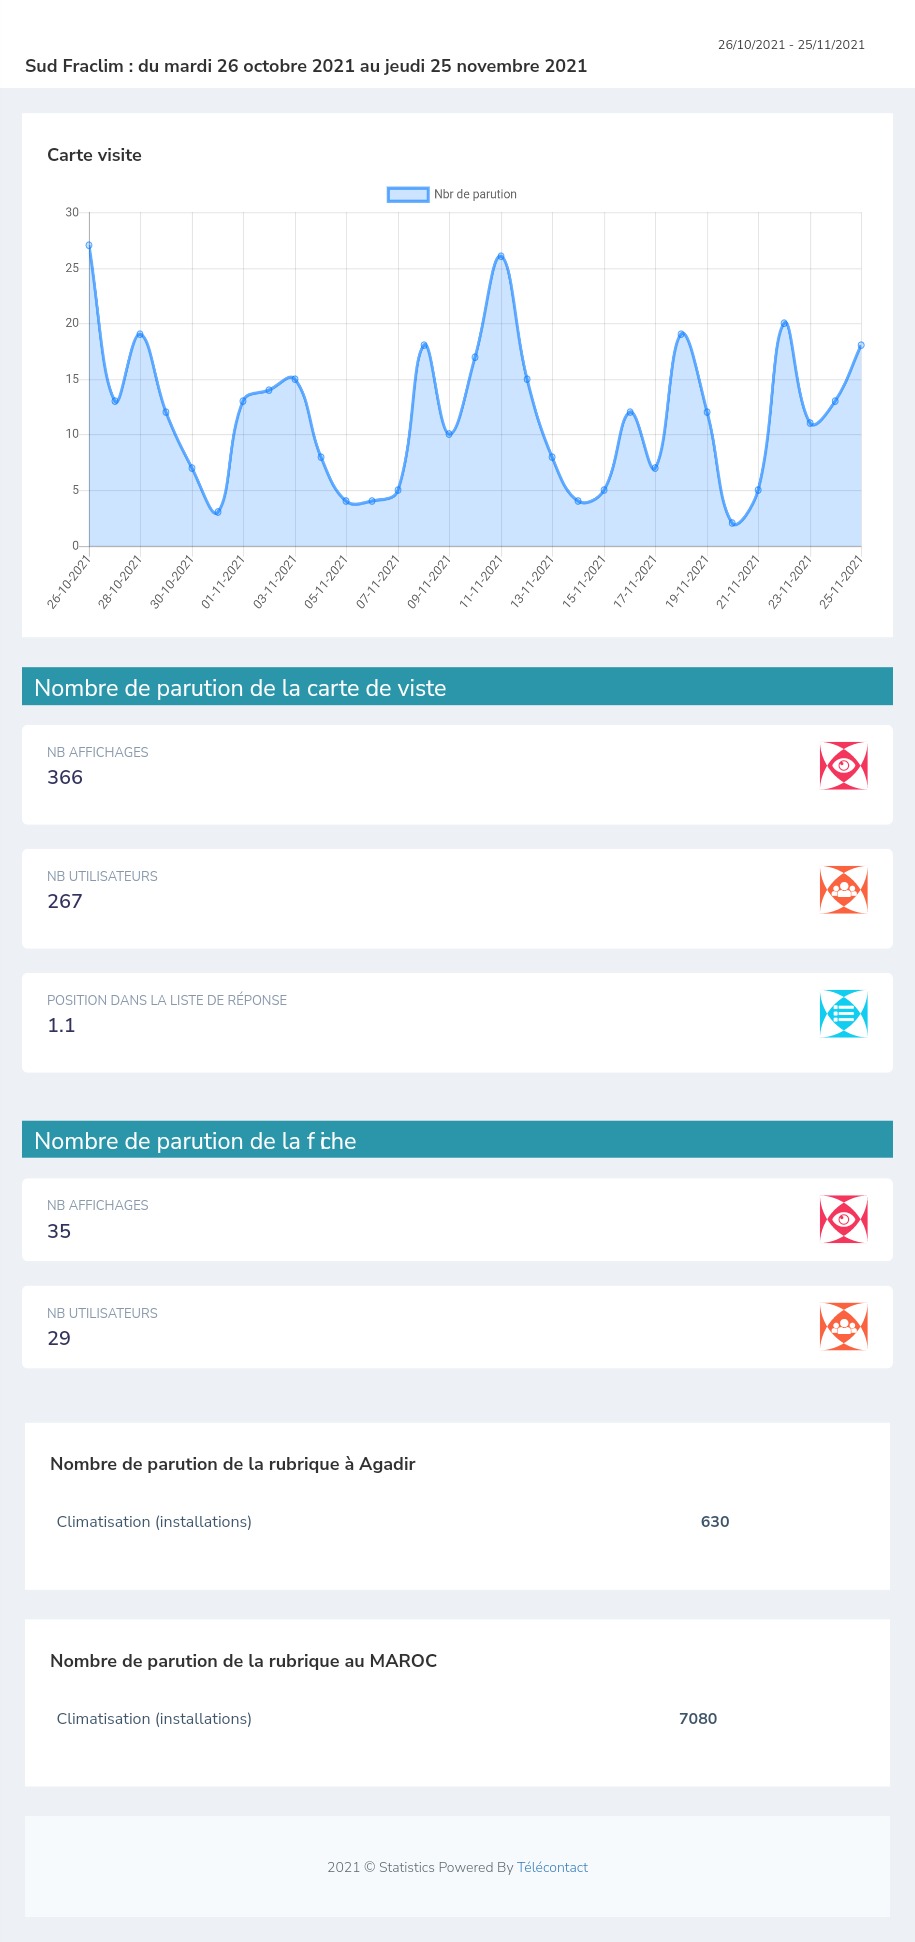 26/10/2021 - 25/11/2021
Sud Fraclim : du mardi 26 octobre 2021 au jeudi 25 novembre 2021
Carte visite
Nbr de parution
30
25
20
15
10
5
0
26-10-2021
28-10-2021
30-10-2021
01-11-2021
03-11-2021
05-11-2021
07-11-2021
09-11-2021
11-11-2021
13-11-2021
15-11-2021
17-11-2021
19-11-2021
21-11-2021
23-11-2021
25-11-2021
Nombre de parution de la carte de viste
NB AFFICHAGES
366
NB UTILISATEURS
267
POSITION DANS LA LISTE DE RÉPONSE
1.1
Nombre de parution de la fiche
NB AFFICHAGES
35
NB UTILISATEURS
29
Nombre de parution de la rubrique à Agadir
Climatisation (installations) 630
Nombre de parution de la rubrique au MAROC
Climatisation (installations) 7080
2021 © Statistics Powered By Télécontact